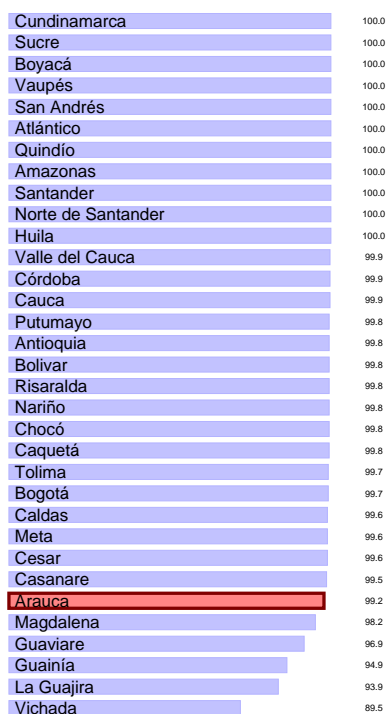 Cundinamarca 100.0
Sucre 100.0
Boyacá 100.0
Vaupés 100.0
San Andrés 100.0
Atlántico 100.0
Quindío 100.0
Amazonas 100.0
Santander 100.0
Norte de Santander 100.0
Huila 100.0
Valle del Cauca 99.9
Córdoba 99.9
Cauca 99.9
Putumayo 99.8
Antioquia 99.8
Bolivar 99.8
Risaralda 99.8
Nariño 99.8
Chocó 99.8
Caquetá 99.8
Tolima 99.7
Bogotá 99.7
Caldas 99.6
Meta 99.6
Cesar 99.6
Casanare 99.5
Arauca 99.2
Magdalena 98.2
Guaviare 96.9
Guainía 94.9
La Guajira 93.9
Vichada 89.5